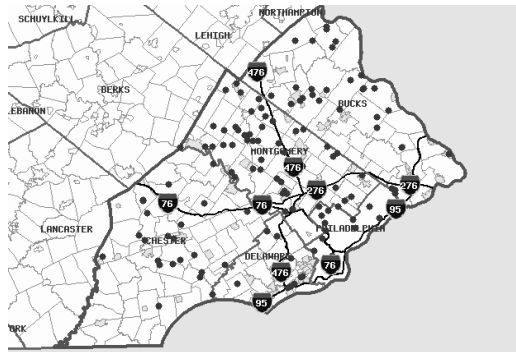 NORTHAMPTON
SCHUYLKILL
LEHIGH
476
BERKS
BUCKS
LEBANON
MONTGOMERY
476
276
276
76
76
95
LANCASTER
PHILADELPHIA
CHESTER
DELAWARE
76
476
95
ORK